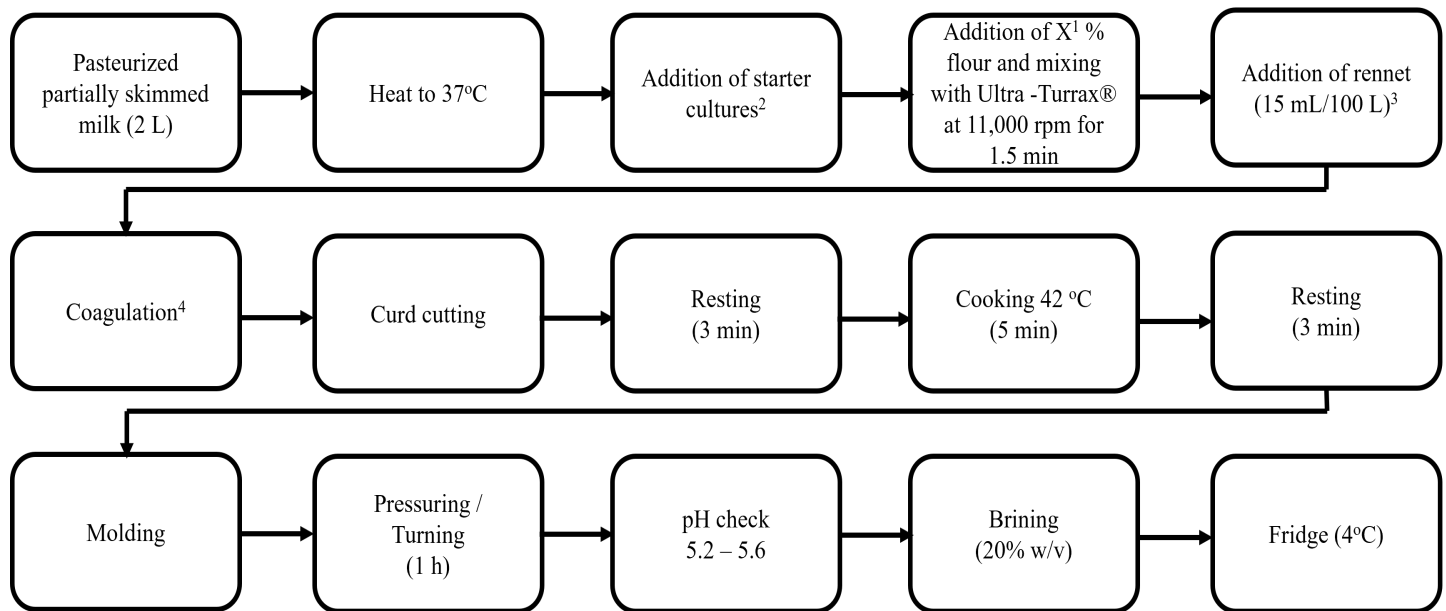 Pasteurized
partially skimmed
milk (2 L)
Heat to 37ºC
Addition of starter
cultures²
Addition of X¹ %
flour and mixing
with Ultra -Turrax®
at 11,000 rpm for
1.5 min
Addition of rennet
(15 mL/100 L)³
Coagulation⁴
Curd cutting
Resting
(3 min)
Cooking 42 ºC
(5 min)
Resting
(3 min)
Molding
Pressuring /
Turning
(1 h)
pH check
5.2 – 5.6
Brining
(20% w/v)
Fridge (4ºC)